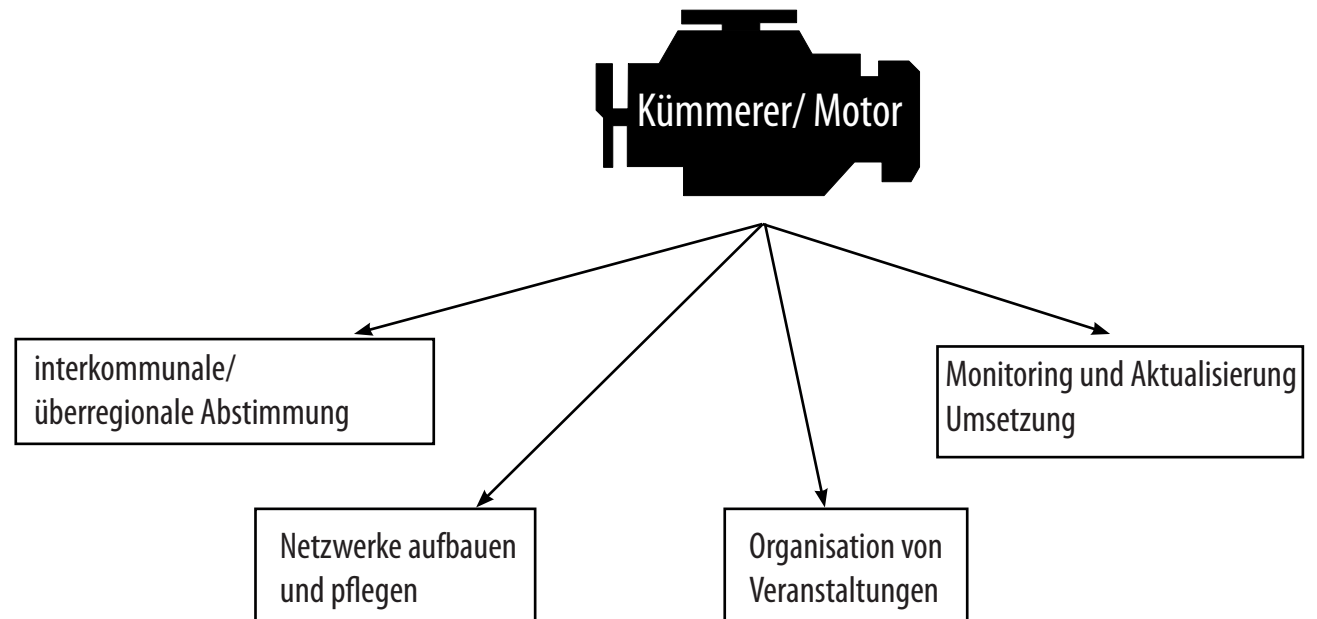 Kümmerer/ Motor
interkommunale/
überregionale Abstimmung
Monitoring und Aktualisierung
Umsetzung
Netzwerke aufbauen
und pflegen
Organisation von
Veranstaltungen